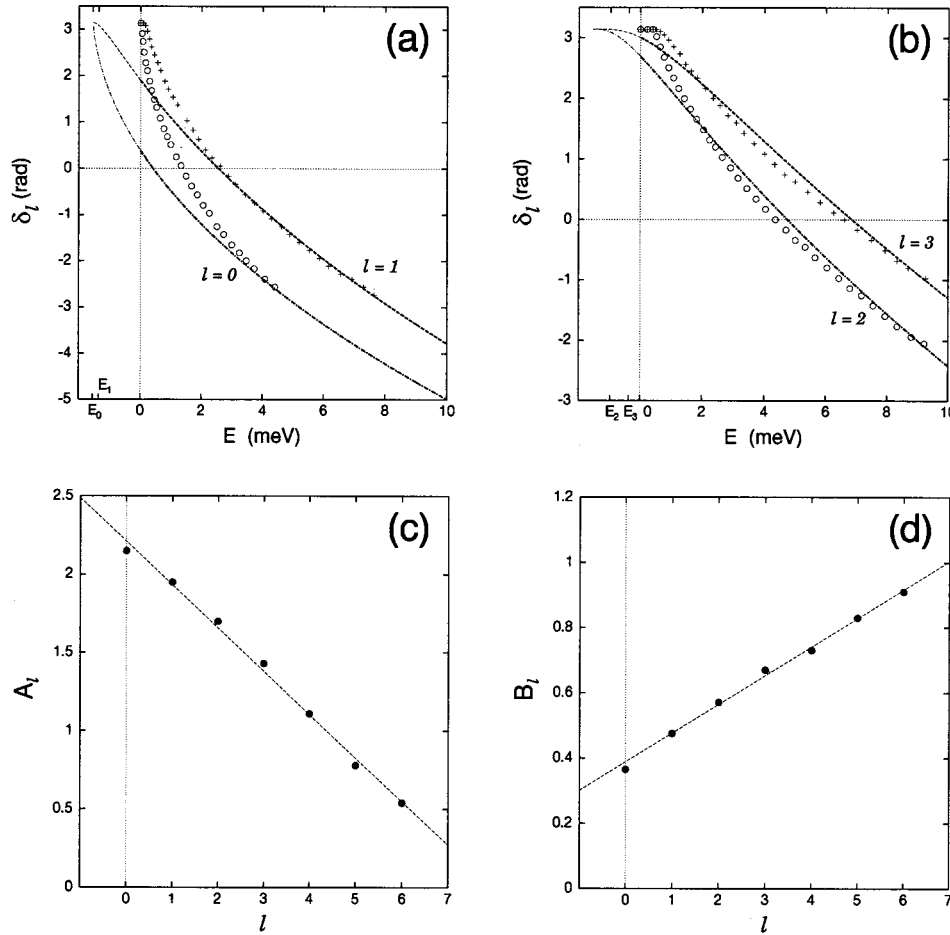 (a)
3
2
1
0
-1
-2
-3
-4
-5
δl (rad)
l = 1
l = 0
E1
E0
0 2 4 6 8 10
E (meV)
(b)
3
2
1
0
-1
-2
-3
δl (rad)
l = 3
l = 2
E2 E3 0 2 4 6 8 10
E (meV)
(c)
2.5
2
1.5
1
0.5
0
Al
0 1 2 3 4 5 6 7
l
(d)
1.2
1
0.8
0.6
0.4
0.2
0
Bl
0 1 2 3 4 5 6 7
l